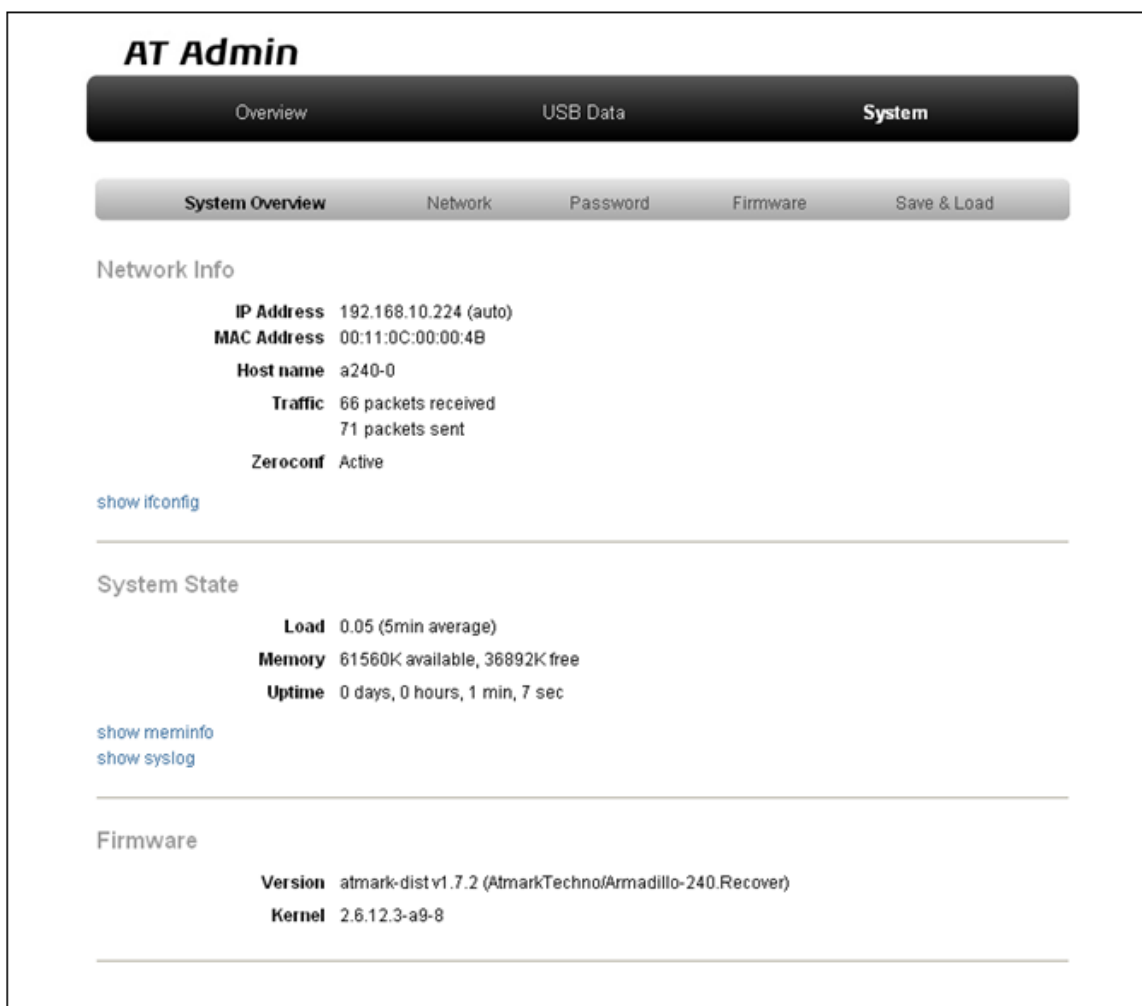 AT Admin
Overview USB Data System
System Overview Network Password Firmware Save & Load
Network Info
IP Address 192.168.10.224 (auto)
MAC Address 00:11:0C:00:00:4B
Host name a240-0
Traffic 66 packets received
71 packets sent
Zeroconf Active
show ifconfig
System State
Load 0.05 (5min average)
Memory 61560K available, 36892K free
Uptime 0 days, 0 hours, 1 min, 7 sec
show meminfo
show syslog
Firmware
Version atmark-dist v1.7.2 (AtmarkTechno/Armadillo-240.Recover)
Kernel 2.6.12.3-a9-8